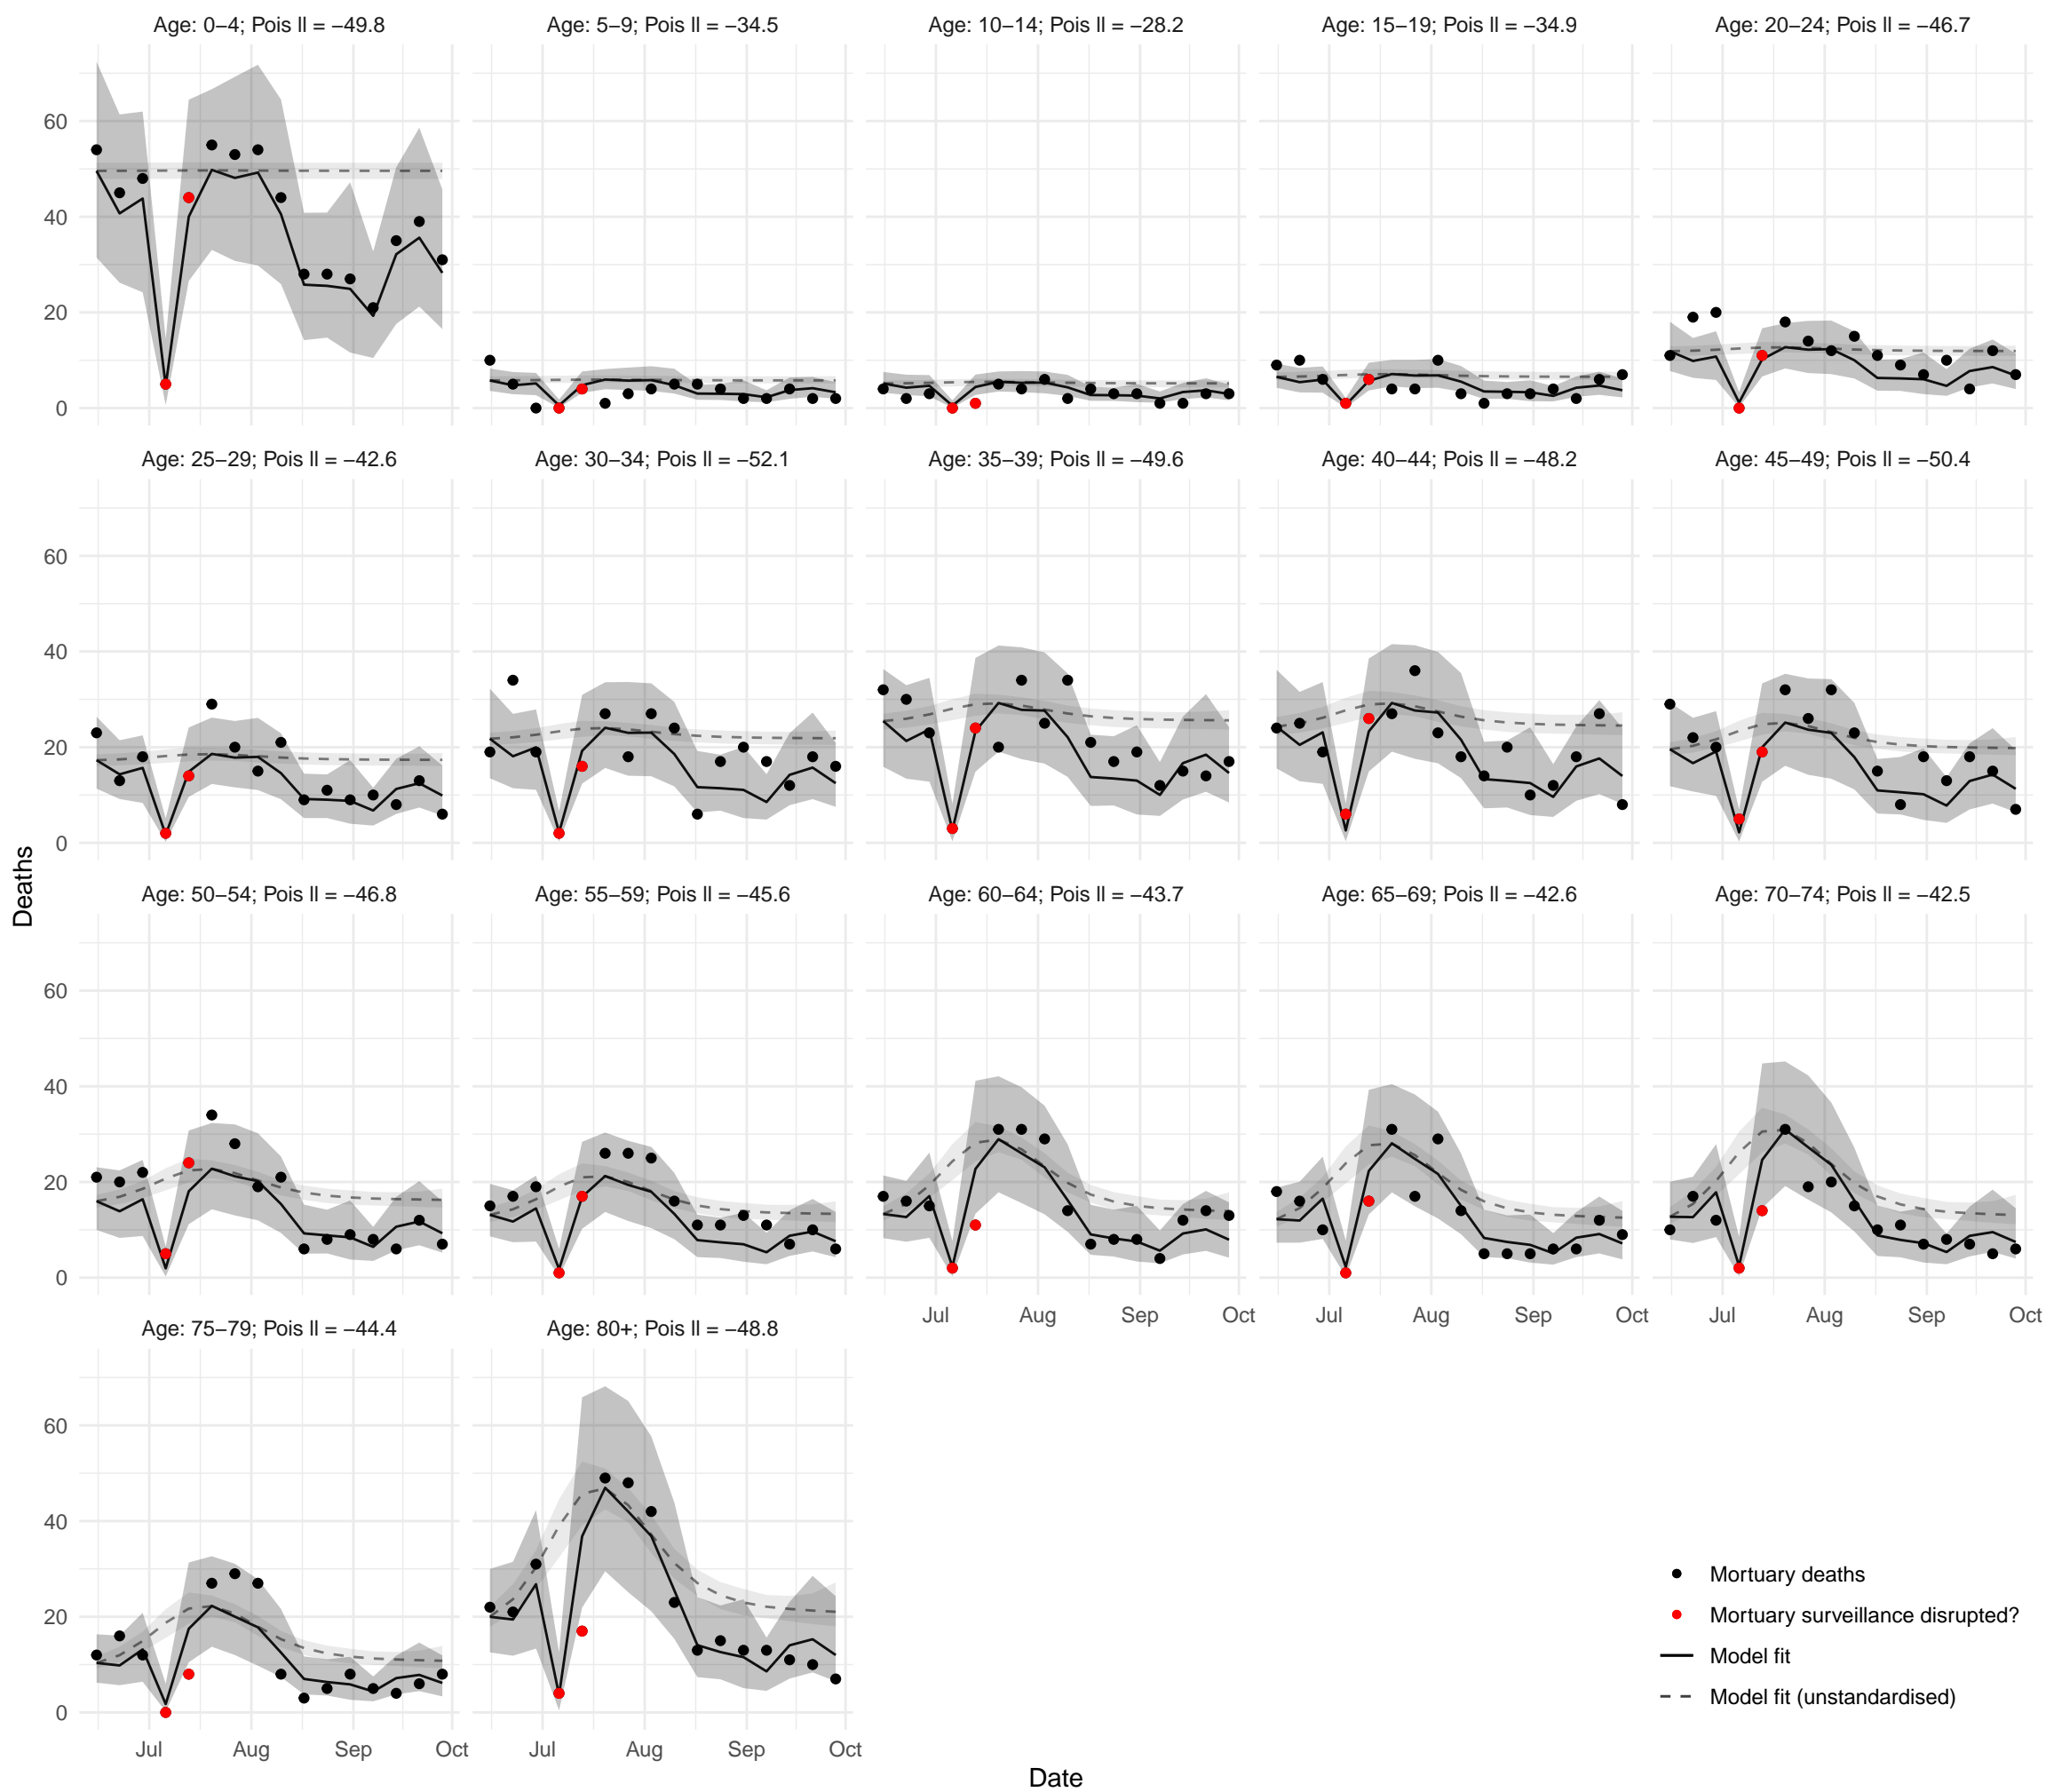 Age: 0−4; Pois ll = −49.8
Age: 5−9; Pois ll = −34.5
Age: 10−14; Pois ll = −28.2
Age: 15−19; Pois ll = −34.9
Age: 20−24; Pois ll = −46.7
60
40
20
0
Age: 25−29; Pois ll = −42.6
Age: 30−34; Pois ll = −52.1
Age: 35−39; Pois ll = −49.6
Age: 40−44; Pois ll = −48.2
Age: 45−49; Pois ll = −50.4
60
40
20
0
Deaths
Age: 50−54; Pois ll = −46.8
Age: 55−59; Pois ll = −45.6
Age: 60−64; Pois ll = −43.7
Age: 65−69; Pois ll = −42.6
Age: 70−74; Pois ll = −42.5
60
40
20
0
Jul Aug Sep Oct
Jul Aug Sep Oct
Jul Aug Sep Oct
Age: 75−79; Pois ll = −44.4
Age: 80+; Pois ll = −48.8
60
40
20
0
Jul Aug Sep Oct
Jul Aug Sep Oct
Mortuary deaths
Mortuary surveillance disrupted?
Model fit
Model fit (unstandardised)
Date